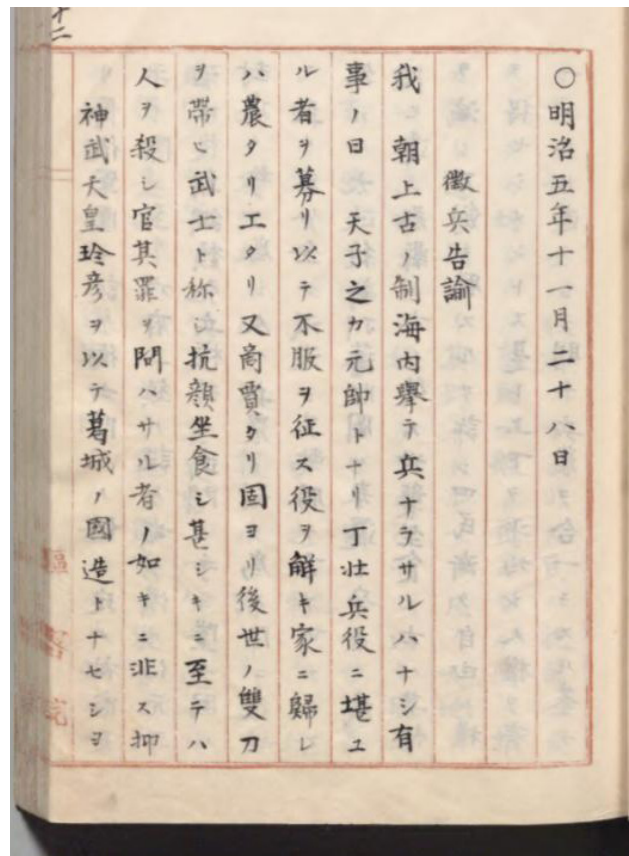 十二
○明治五年十一月二十八日
徴兵告諭
我 朝上古ノ制海内擧テ兵ナラサルハナシ有
事ノ日 天子之カ元帥トナリ丁壯兵役ニ堪ユ
ル者ヲ募リ以テ不服ヲ征ス役ヲ解キ家ニ歸レ
ハ農タリ工タリ又商賈タリ固ヨリ後世ノ雙刀
ヲ帶ヒ武士ト称シ抗顔坐食シ甚シキニ至テハ
人ヲ殺シ官其罪ヲ問ハサル者ノ如キニ非ス抑
神武天皇珍彦ヲ以テ葛城ノ國造トナセシヨ